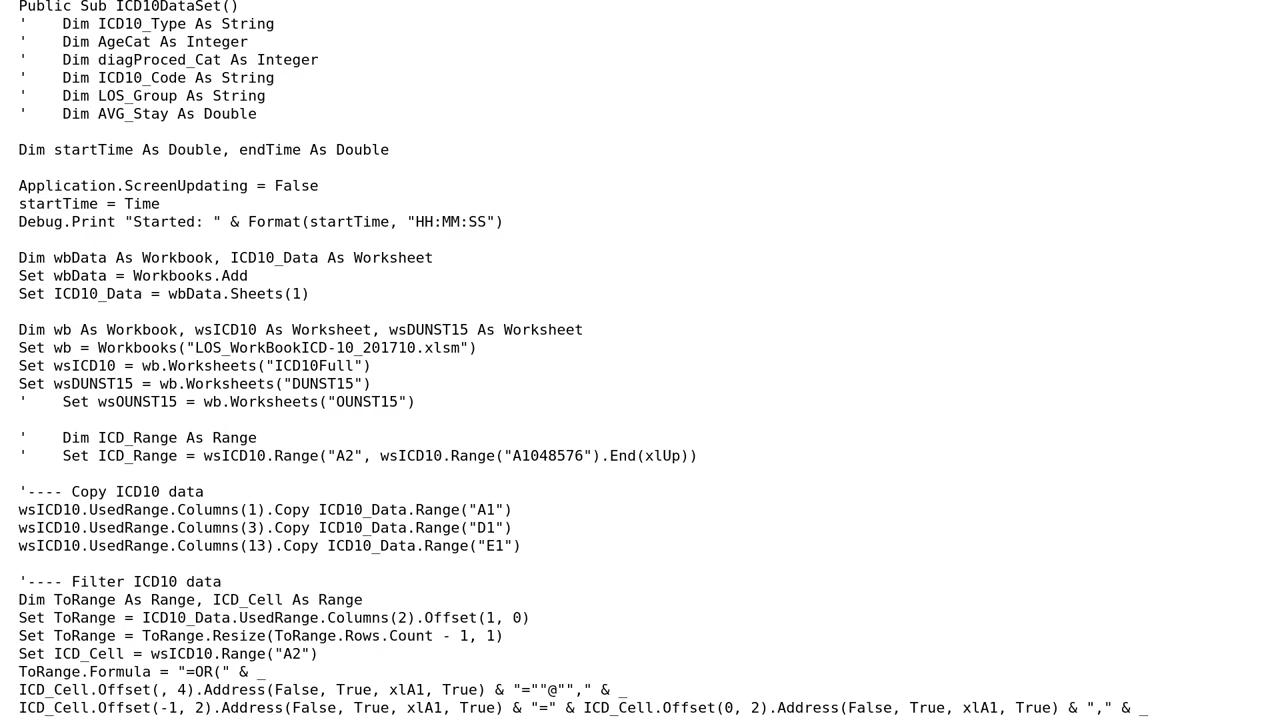 Public Sub ICD10DataSet()
'    Dim ICD10_Type As String
'    Dim AgeCat As Integer
'    Dim diagProced_Cat As Integer
'    Dim ICD10_Code As String
'    Dim LOS_Group As String
'    Dim AVG_Stay As Double

Dim startTime As Double, endTime As Double

Application.ScreenUpdating = False
startTime = Time
Debug.Print "Started: " & Format(startTime, "HH:MM:SS")

Dim wbData As Workbook, ICD10_Data As Worksheet
Set wbData = Workbooks.Add
Set ICD10_Data = wbData.Sheets(1)

Dim wb As Workbook, wsICD10 As Worksheet, wsDUNST15 As Worksheet
Set wb = Workbooks("LOS_WorkBookICD-10_201710.xlsm")
Set wsICD10 = wb.Worksheets("ICD10Full")
Set wsDUNST15 = wb.Worksheets("DUNST15")
'    Set wsOUNST15 = wb.Worksheets("OUNST15")

'    Dim ICD_Range As Range
'    Set ICD_Range = wsICD10.Range("A2", wsICD10.Range("A1048576").End(xlUp))

'---- Copy ICD10 data
wsICD10.UsedRange.Columns(1).Copy ICD10_Data.Range("A1")
wsICD10.UsedRange.Columns(3).Copy ICD10_Data.Range("D1")
wsICD10.UsedRange.Columns(13).Copy ICD10_Data.Range("E1")

'---- Filter ICD10 data
Dim ToRange As Range, ICD_Cell As Range
Set ToRange = ICD10_Data.UsedRange.Columns(2).Offset(1, 0)
Set ToRange = ToRange.Resize(ToRange.Rows.Count - 1, 1)
Set ICD_Cell = wsICD10.Range("A2")
ToRange.Formula = "=OR(" & _
ICD_Cell.Offset(, 4).Address(False, True, xlA1, True) & "=""@""," & _
ICD_Cell.Offset(-1, 2).Address(False, True, xlA1, True) & "=" & ICD_Cell.Offset(0, 2).Address(False, True, xlA1, True) & "," & _